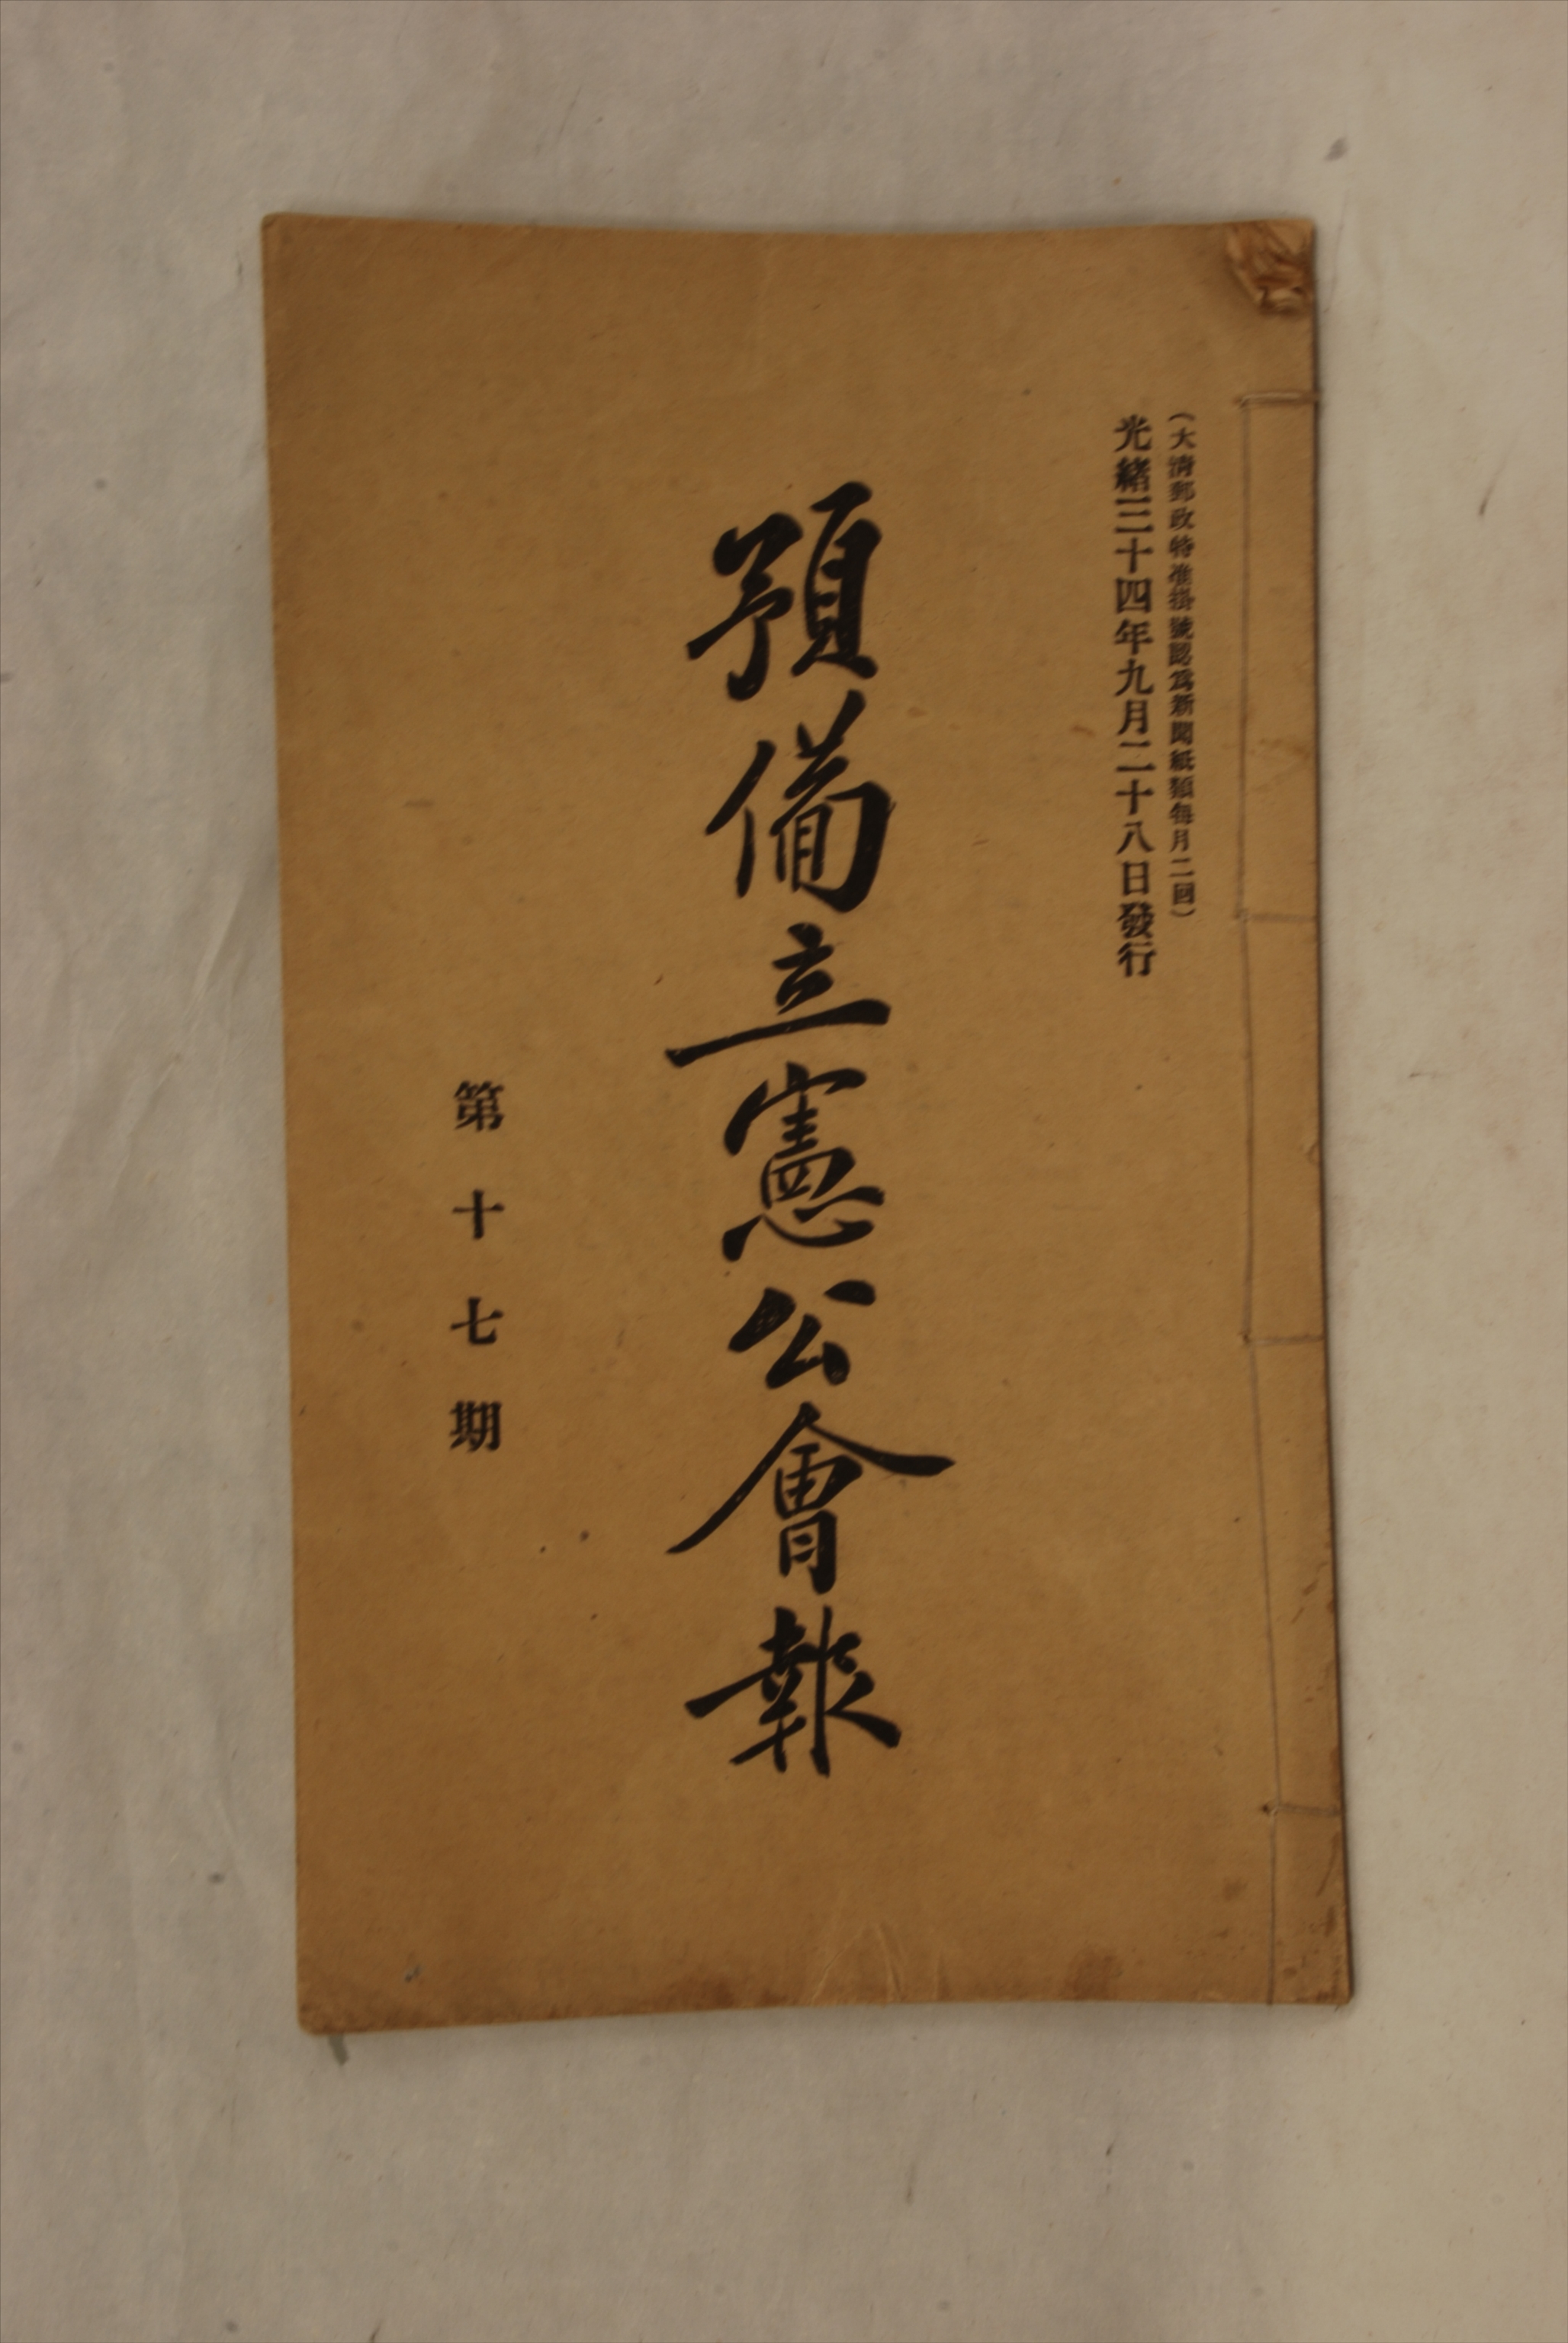 （大清郵政特准掛號認爲新聞紙類每月二回）
光緒三十四年九月二十八日發行
預備立憲公會報
第十七期